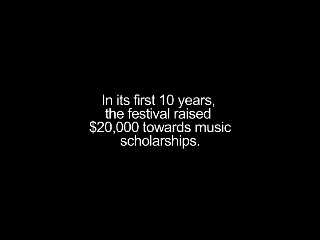 In its first 10 years,
the festival raised
$20,000 towards music
scholarships.